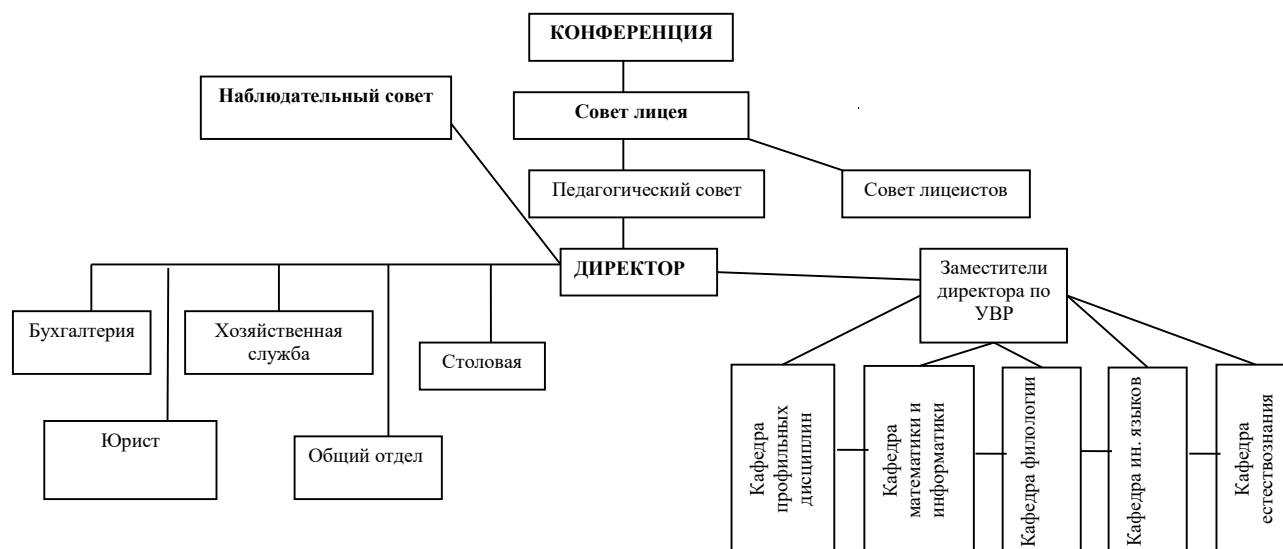 КОНФЕРЕНЦИЯ
Наблюдательный совет
Совет лицея
Педагогический совет
Совет лицеистов
ДИРЕКТОР
Заместители
директора по
УВР
Бухгалтерия
Хозяйственная
служба
Столовая
Юрист
Общий отдел
Кафедра
профильных
дисциплин
Кафедра
математики и
информатики
Кафедра филологии
Кафедра ин. языков
Кафедра
естествознания